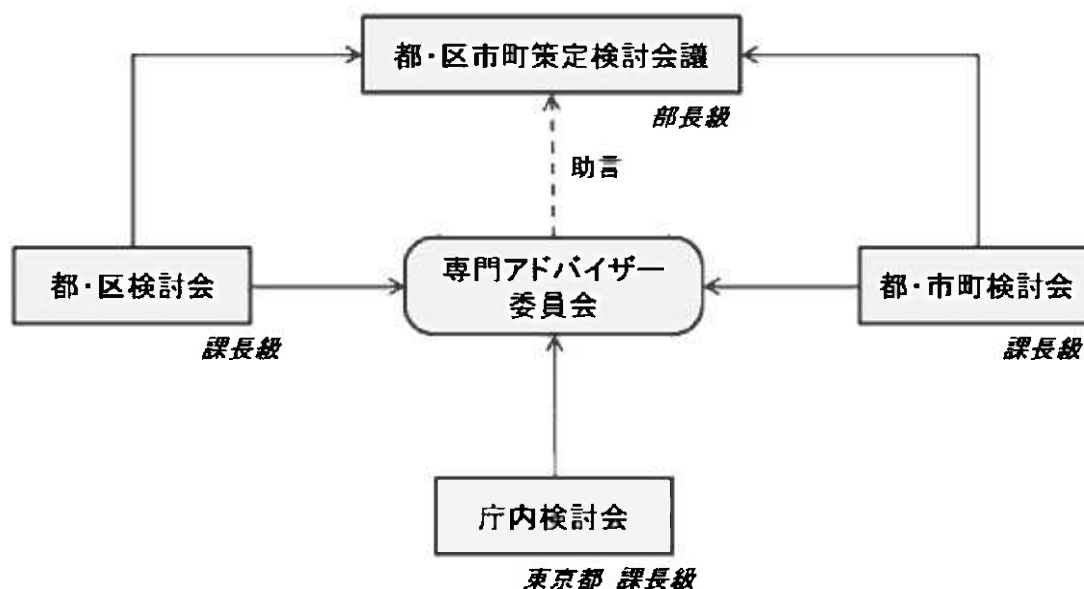 都・区市町策定検討会議
部長級
助言
都・区検討会
課長級
専門アドバイザー
委員会
都・市町検討会
課長級
庁内検討会
東京都 課長級